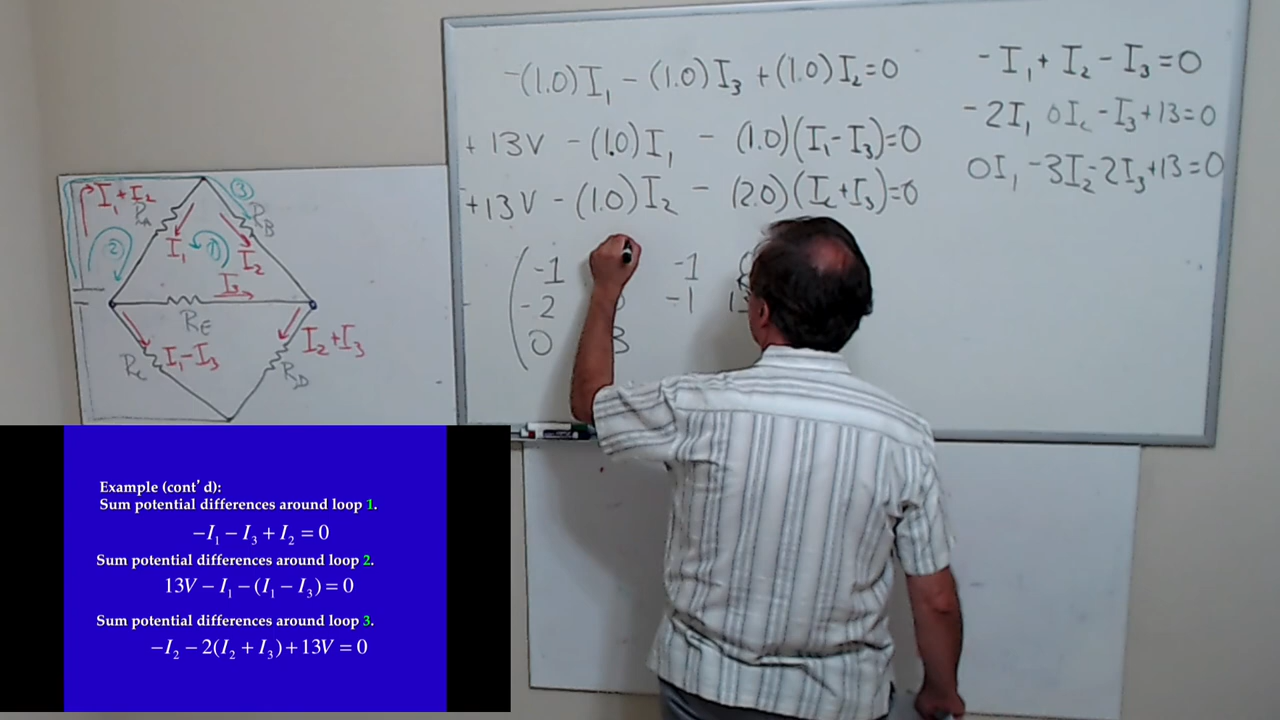 -(1.0)I₁ - (1.0)I₃ + (1.0)I₂=0
+ 13V - (1.0)I₁ - (1.0)(I₁-I₃)=0
+13V - (1.0)I₂ - (2.0)(I₂+I₃)=0
-1 -1
-2 -1
0 3
-I₁ + I₂ - I₃ = 0
-2I₁ 0I₂ -I₃+13=0
0I₁ -3I₂-2I₃+13=0
I₁+I₂
③
R_A
R_B
②
I₁
①
I₂
I₃
R_E
I₂+I₃
R_C
I₁-I₃
R_D
Example (cont' d):
Sum potential differences around loop 1.
-I₁ - I₃ + I₂ = 0
Sum potential differences around loop 2.
13V - I₁ - (I₁ - I₃) = 0
Sum potential differences around loop 3.
-I₂ - 2(I₂ + I₃) + 13V = 0